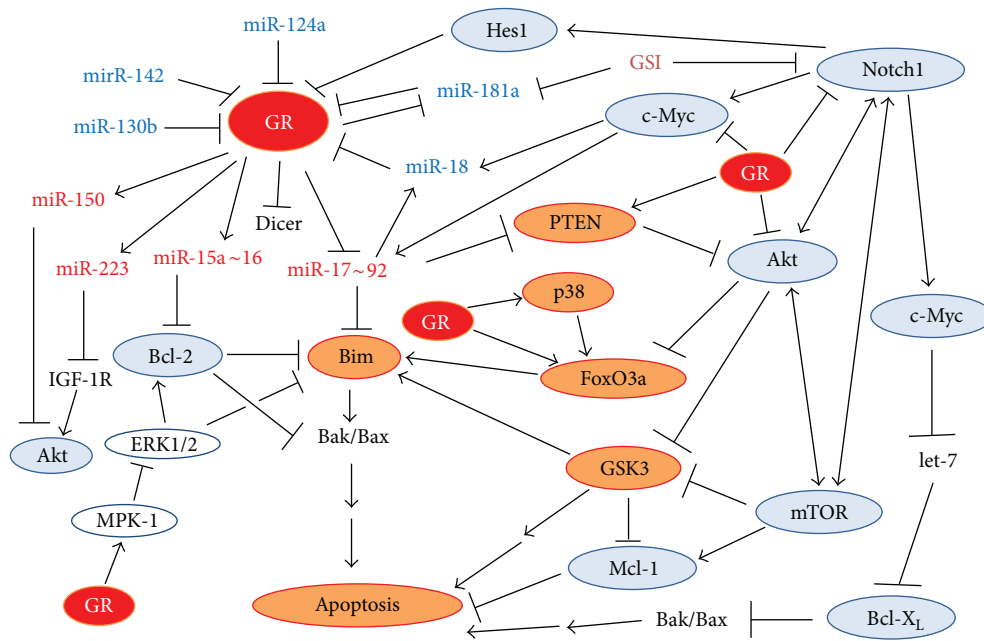 miR-124a
Hes1
mirR-142
GSI
Notch1
miR-181a
GR
c-Myc
miR-130b
miR-18
GR
miR-150
Dicer
PTEN
miR-223
miR-15a~16
miR-17~92
Akt
p38
GR
c-Myc
Bcl-2
Bim
IGF-1R
FoxO3a
Akt
ERK1/2
Bak/Bax
let-7
GSK3
MPK-1
mTOR
Mcl-1
GR
Apoptosis
Bak/Bax
Bcl-XL